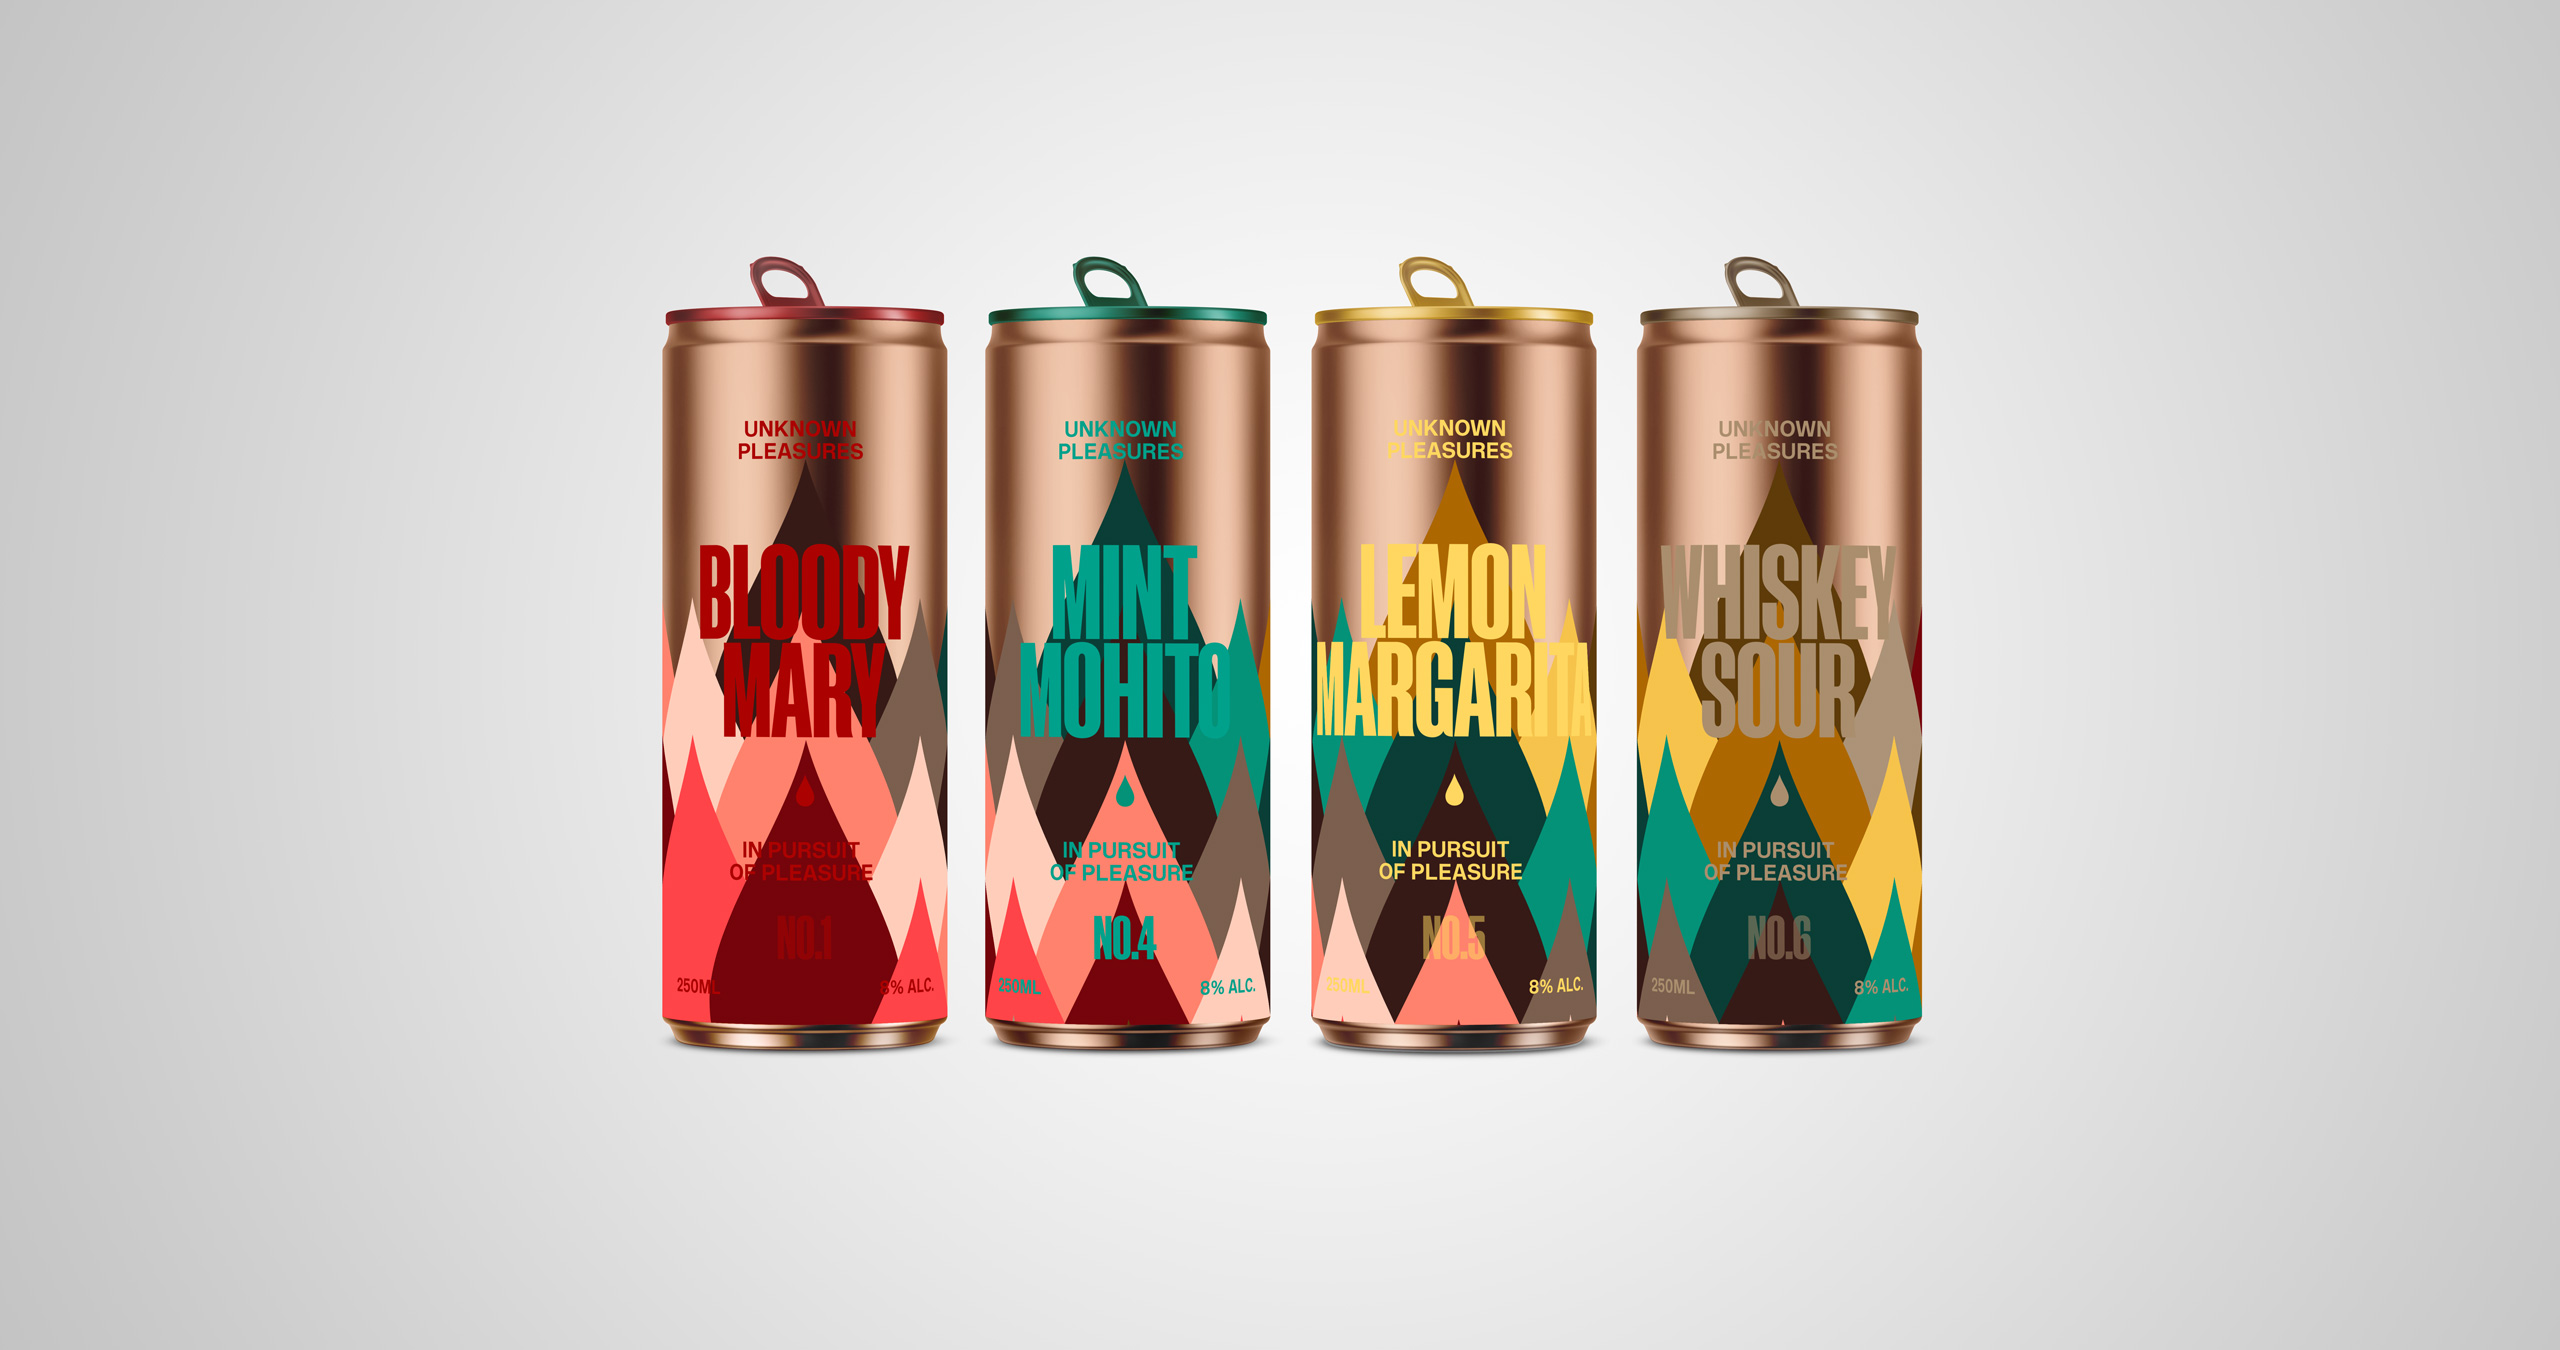 UNKNOWN
PLEASURES
BLOODY
MARY
IN PURSUIT
OF PLEASURE
NO.1
250ML
8% ALC.
UNKNOWN
PLEASURES
MINT
MOHITO
IN PURSUIT
OF PLEASURE
NO.4
250ML
8% ALC.
UNKNOWN
PLEASURES
LEMON
MARGARITA
IN PURSUIT
OF PLEASURE
NO.5
250ML
8% ALC.
UNKNOWN
PLEASURES
WHISKEY
SOUR
IN PURSUIT
OF PLEASURE
NO.6
250ML
8% ALC.